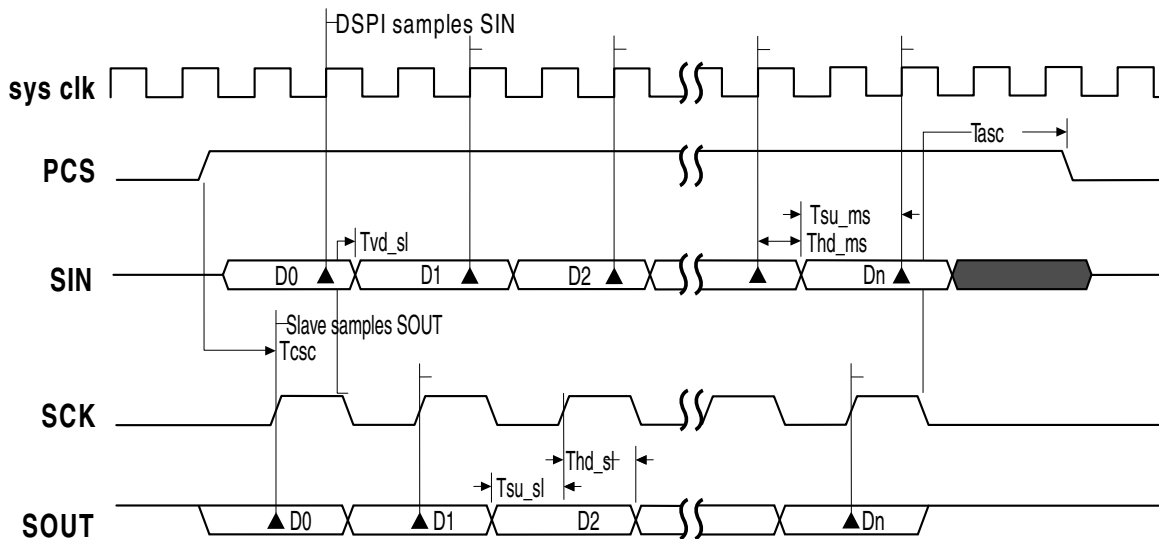 DSPI samples SIN
sys clk
Tasc
PCS
Tsu_ms
Tvd_sl
Thd_ms
SIN
D0
D1
D2
Dn
Slave samples SOUT
Tcsc
SCK
Thd_sl
Tsu_sl
SOUT
D0
D1
D2
Dn